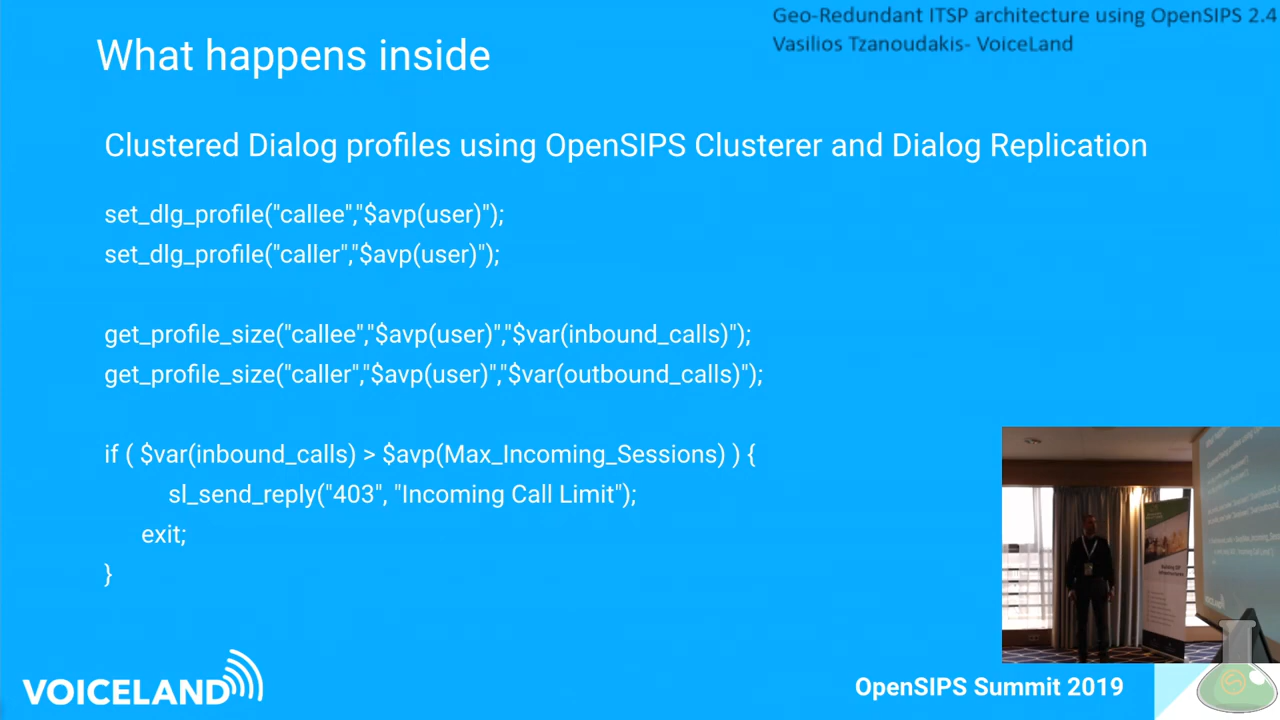 Geo-Redundant ITSP architecture using OpenSIPS 2.4
Vasilios Tzanoudakis- VoiceLand
What happens inside
Clustered Dialog profiles using OpenSIPS Clusterer and Dialog Replication
set_dlg_profile("callee","$avp(user)");
set_dlg_profile("caller","$avp(user)");
get_profile_size("callee","$avp(user)","$var(inbound_calls)");
get_profile_size("caller","$avp(user)","$var(outbound_calls)");
if ( $var(inbound_calls) > $avp(Max_Incoming_Sessions) ) {
sl_send_reply("403", "Incoming Call Limit");
exit;
}
VOICELAND
OpenSIPS Summit 2019